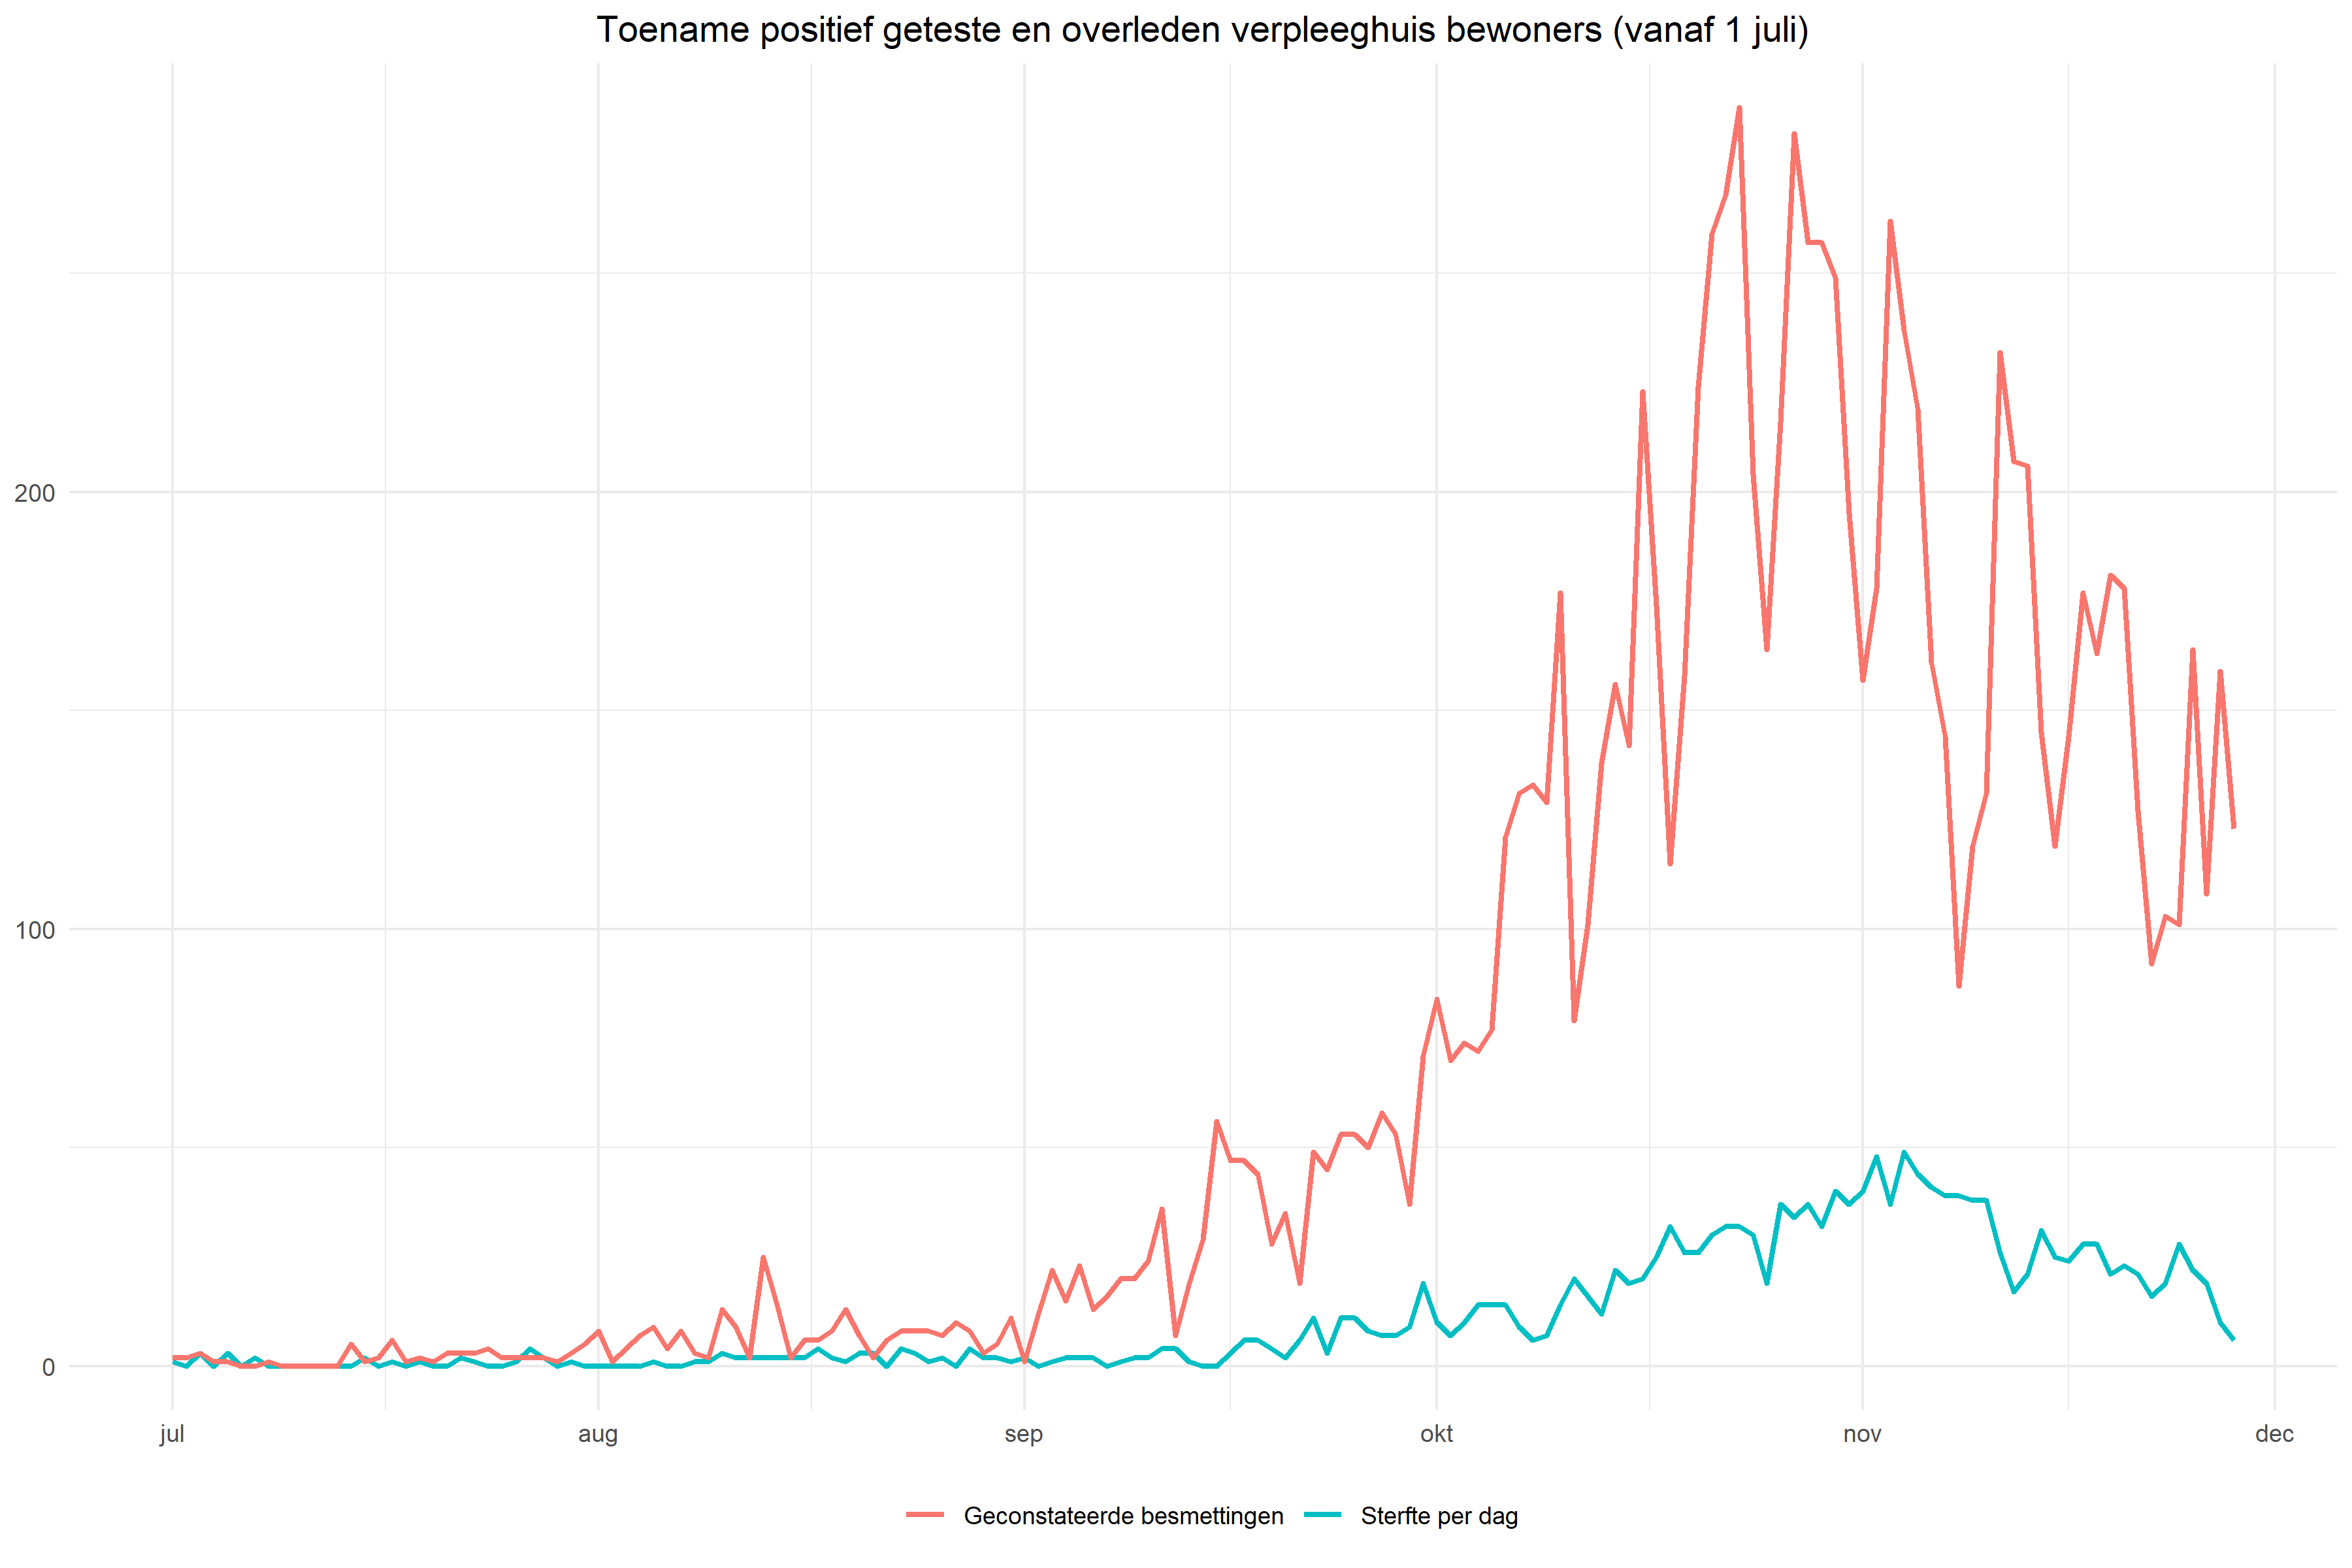 Toename positief geteste en overleden verpleeghuis bewoners (vanaf 1 juli)
200
100
0
jul aug sep okt nov dec
Geconstateerde besmettingen Sterfte per dag